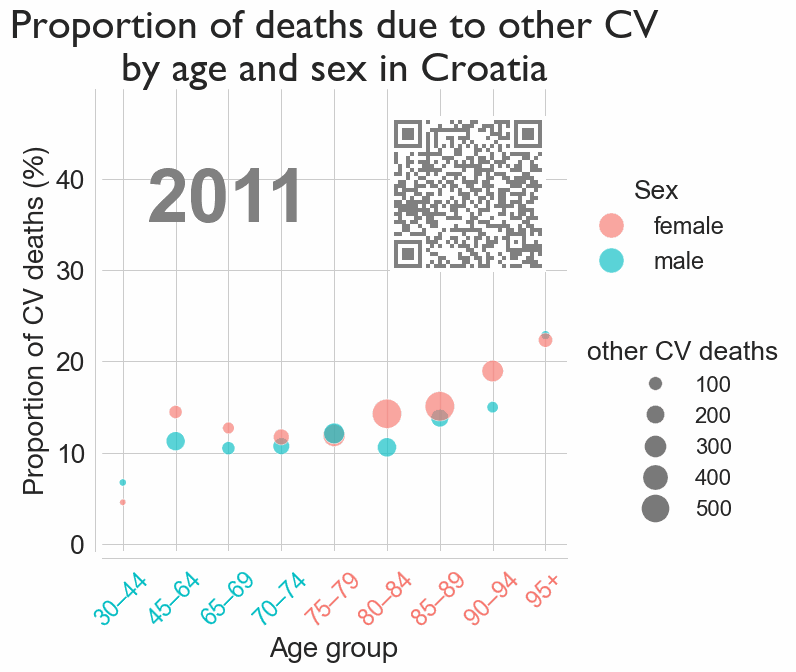 Proportion of deaths due to other CV
by age and sex in Croatia
Proportion of CV deaths (%)
40
30
20
10
0
2011
Sex
female
male
other CV deaths
100
200
300
400
500
30–44
45–64
65–69
70–74
75–79
80–84
85–89
90–94
95+
Age group